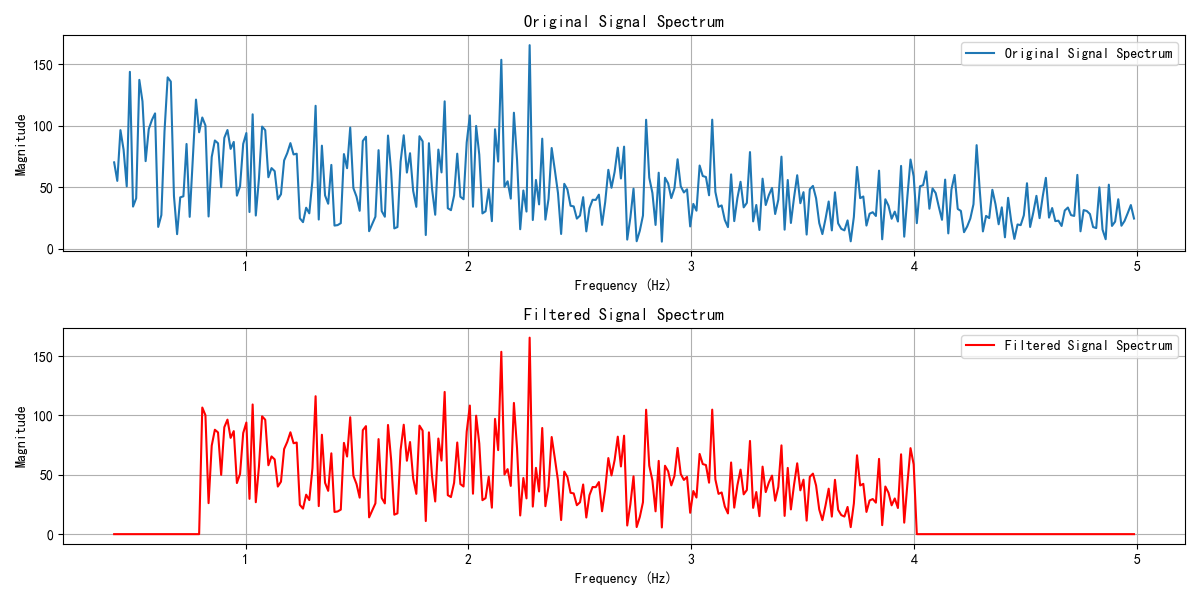 Original Signal Spectrum
Original Signal Spectrum
Magnitude
150
100
50
0
1
2
3
4
5
Frequency (Hz)
Filtered Signal Spectrum
Filtered Signal Spectrum
Magnitude
150
100
50
0
1
2
3
4
5
Frequency (Hz)